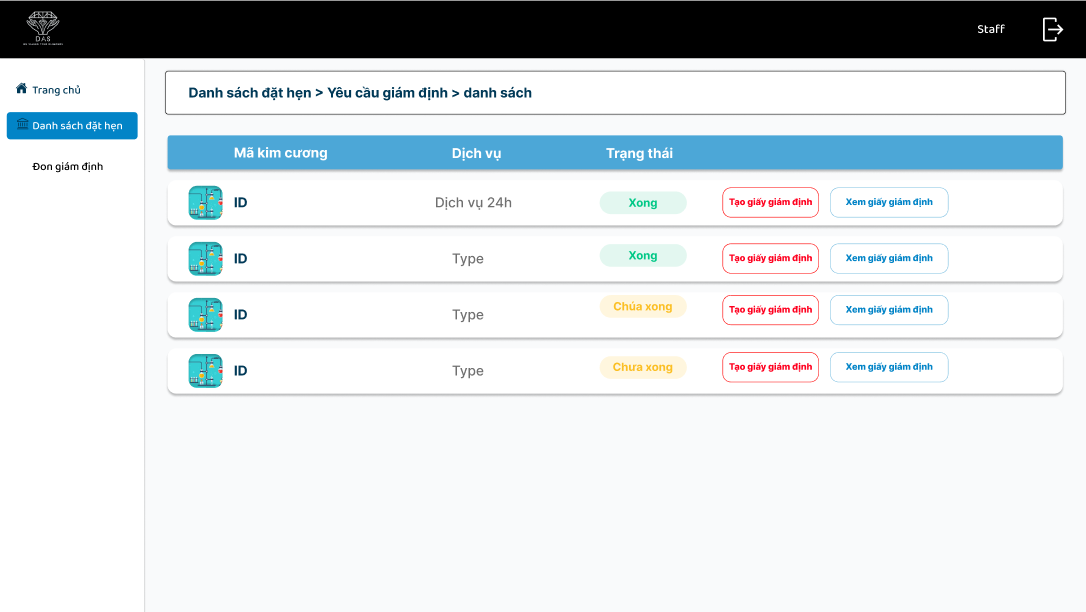 DAS
Staff
Trang chủ
Danh sách đặt hẹn
Đơn giám định
Danh sách đặt hẹn > Yêu cầu giám định > danh sách
Mã kim cương Dịch vụ Trạng thái
ID Dịch vụ 24h Xong Tạo giấy giám định Xem giấy giám định
ID Type Xong Tạo giấy giám định Xem giấy giám định
ID Type Chúa xong Tạo giấy giám định Xem giấy giám định
ID Type Chưa xong Tạo giấy giám định Xem giấy giám định